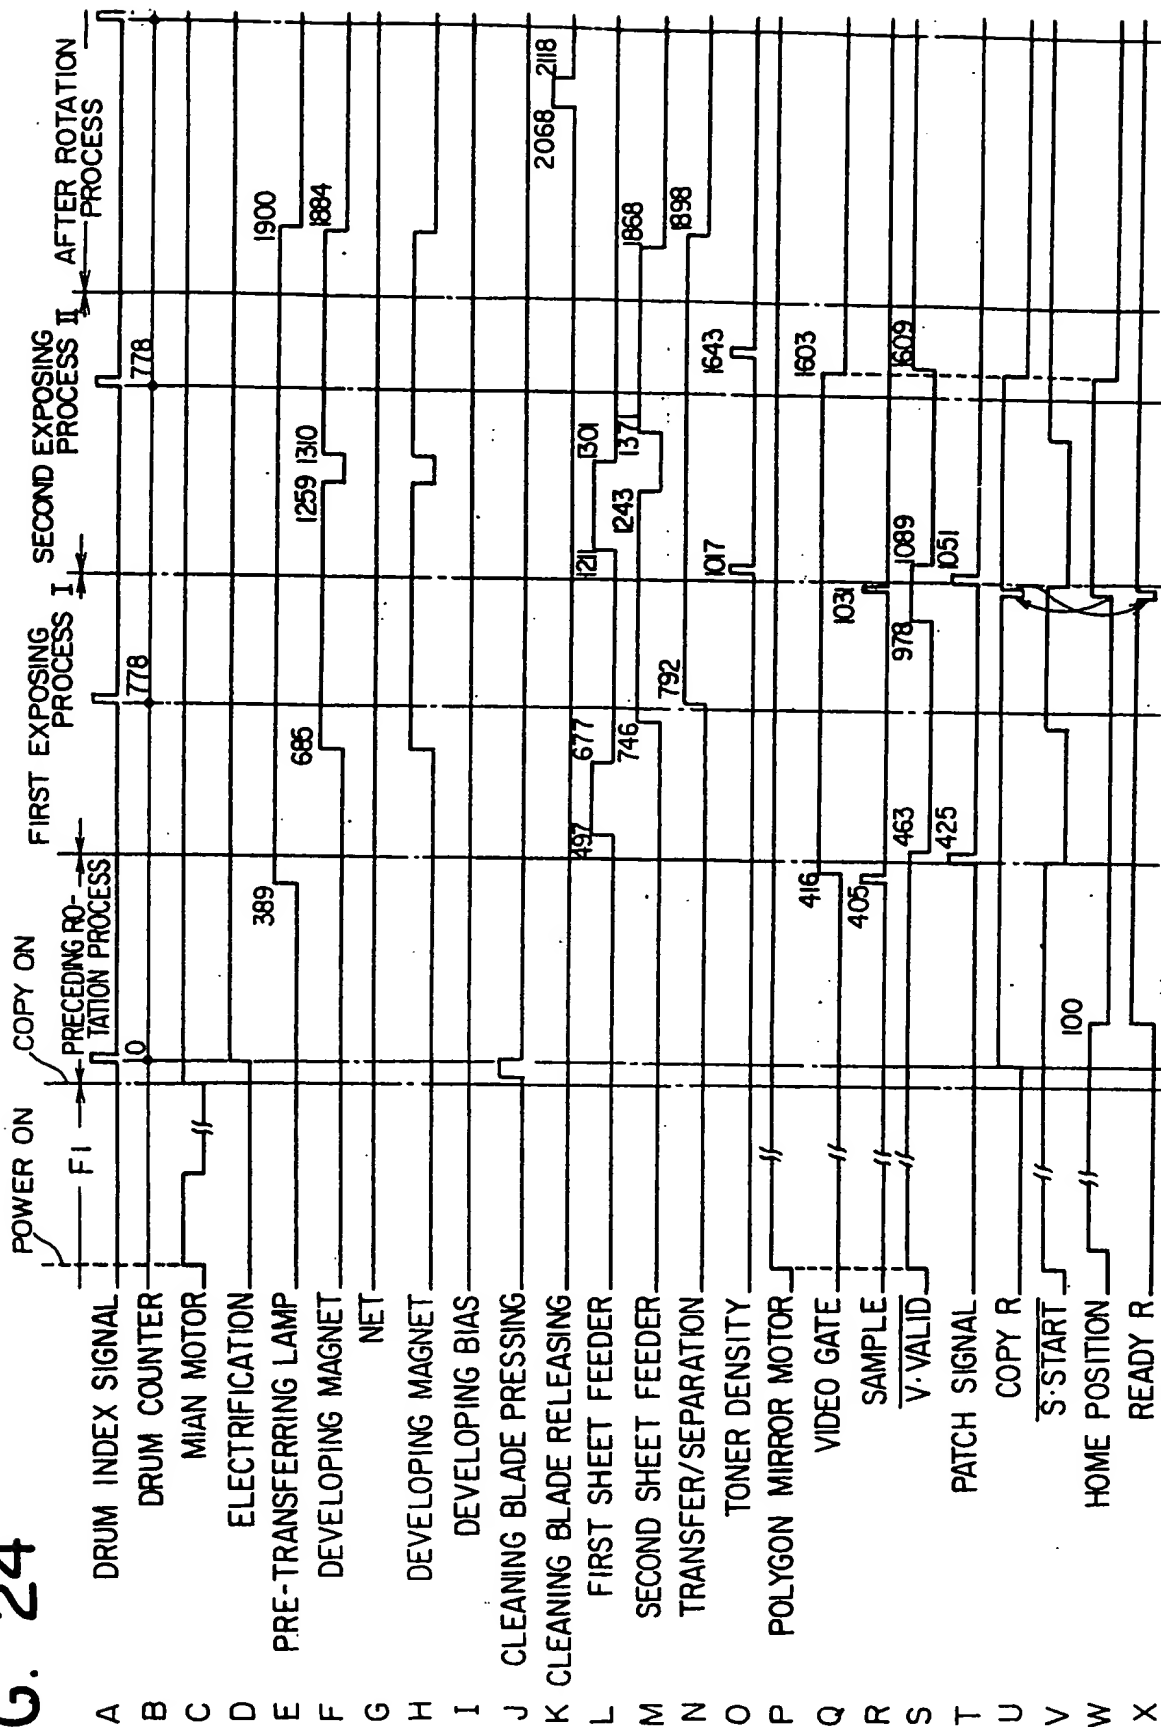 G. 24
POWER ON
COPY ON
F1
PRECEDING RO-
TATION PROCESS
FIRST EXPOSING
PROCESS I
SECOND EXPOSING
PROCESS II
AFTER ROTATION
PROCESS
A DRUM INDEX SIGNAL
B DRUM COUNTER 0 778 778
C MIAN MOTOR
D ELECTRIFICATION
E PRE-TRANSFERRING LAMP 389 1900
F DEVELOPING MAGNET 685 1259 1310 1884
G NET
H DEVELOPING MAGNET
I DEVELOPING BIAS
J CLEANING BLADE PRESSING
K CLEANING BLADE RELEASING 2068 2118
L FIRST SHEET FEEDER 497 677 1211 1301
M SECOND SHEET FEEDER 746 1243 1371 1868
N TRANSFER/SEPARATION 792 1898
O TONER DENSITY 1017 1643
P POLYGON MIRROR MOTOR
Q VIDEO GATE 416 1603
R SAMPLE 405 1031
S V·VALID 463 978 1089 1609
T PATCH SIGNAL 425 1051
U COPY R
V S·START
W HOME POSITION 100
X READY R